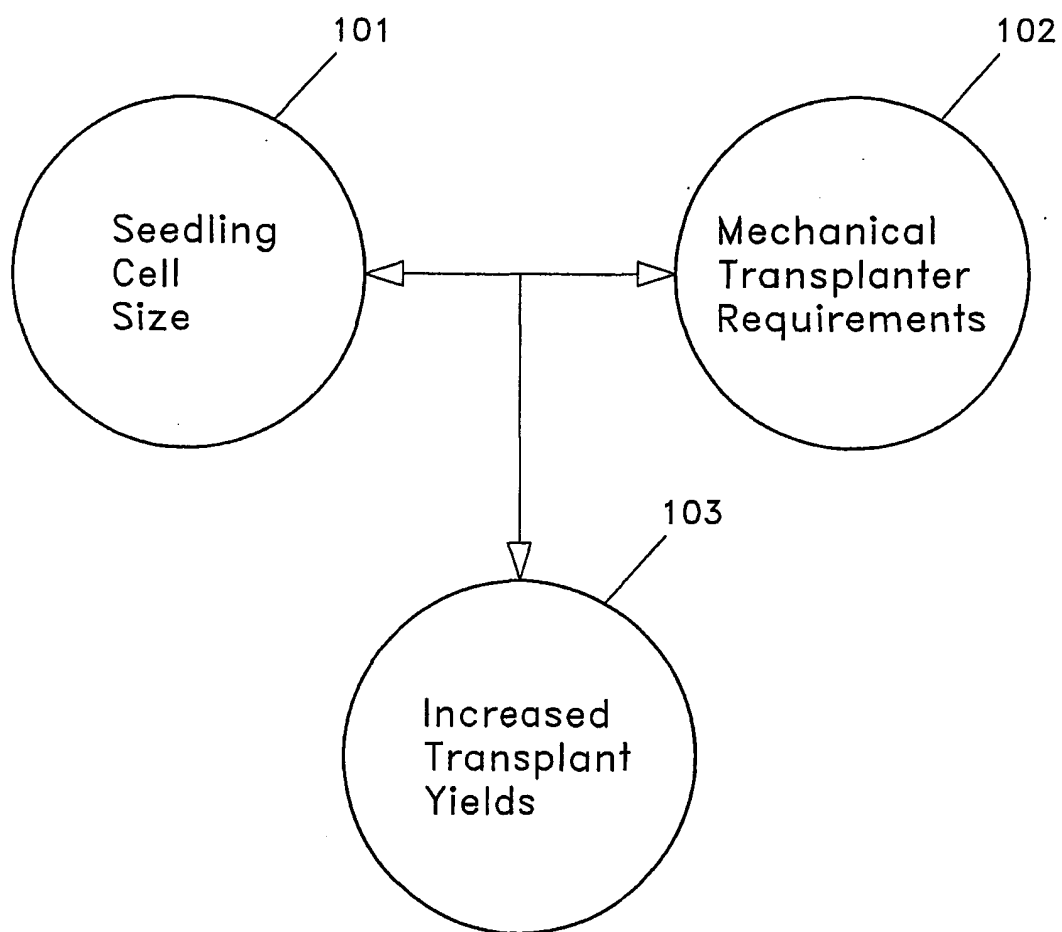 101
102
Seedling
Cell
Size
Mechanical
Transplanter
Requirements
103
Increased
Transplant
Yields